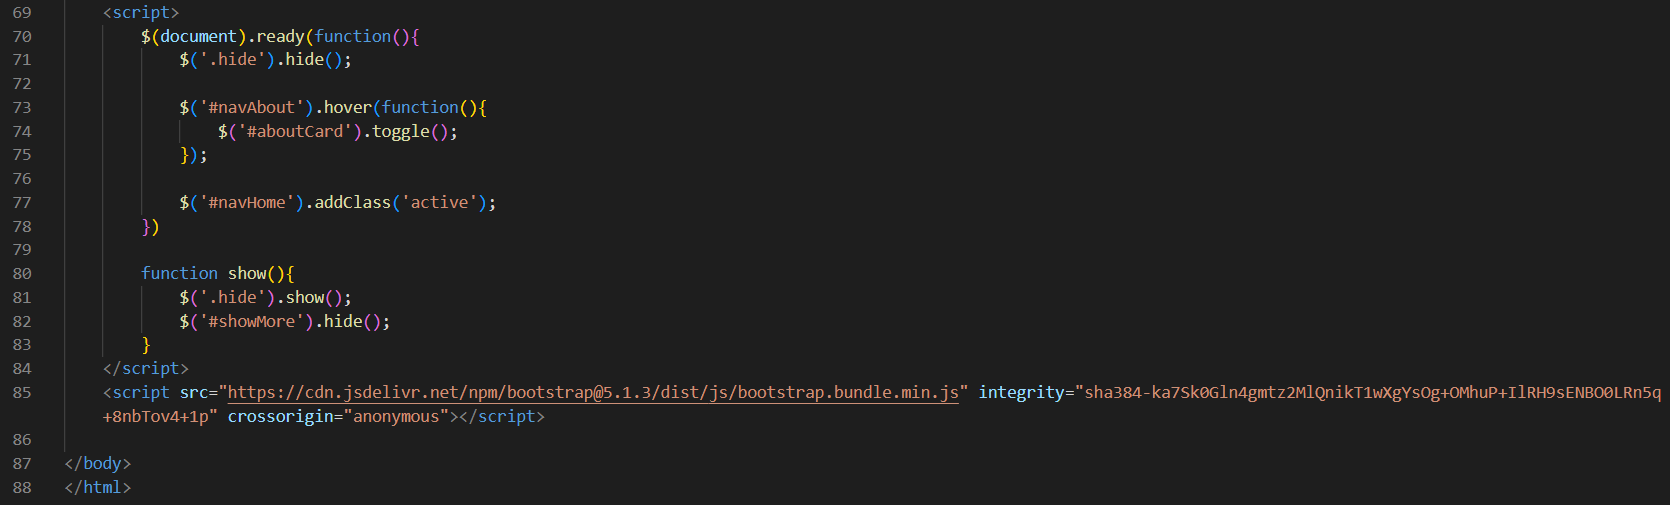 69 <script>
70 $(document).ready(function(){
71 $('.hide').hide();
72
73 $('#navAbout').hover(function(){
74 $('#aboutCard').toggle();
75 });
76
77 $('#navHome').addClass('active');
78 })
79
80 function show(){
81 $('.hide').show();
82 $('#showMore').hide();
83 }
84 </script>
85 <script src="https://cdn.jsdelivr.net/npm/bootstrap@5.1.3/dist/js/bootstrap.bundle.min.js" integrity="sha384-ka7Sk0Gln4gmtz2MlQnikT1wXgYsOg+OMhuP+IlRH9sENBO0LRn5q
+8nbTov4+1p" crossorigin="anonymous"></script>
86
87 </body>
88 </html>